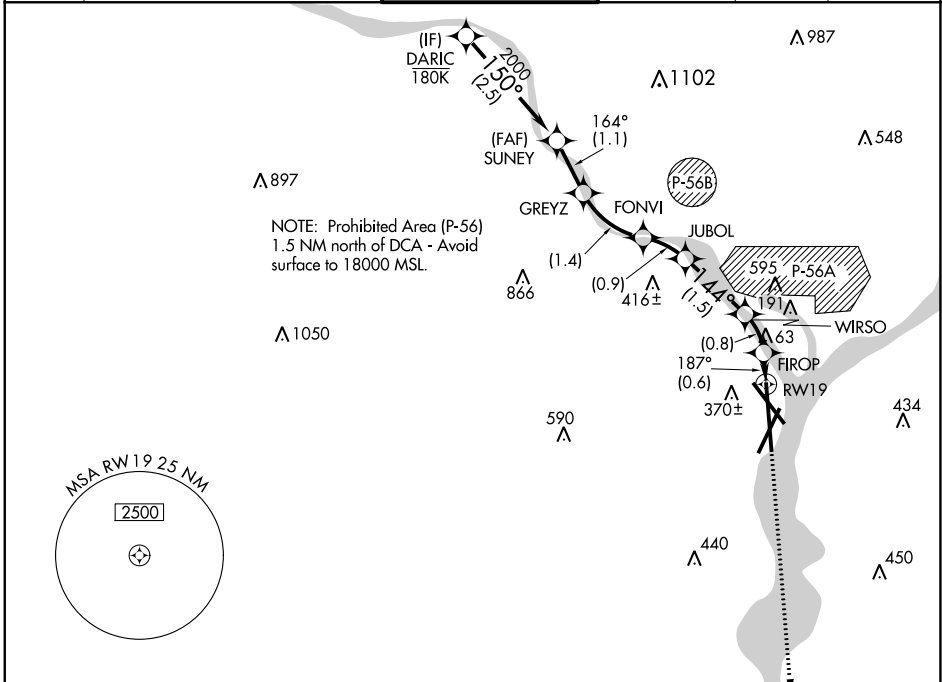 (IF)
DARIC
180K
2000
150°
(2.5)
987
1102
164°
(1.1)
(FAF)
SUNEY
548
897
P-56B
GREYZ
FONVI
JUBOL
NOTE: Prohibited Area (P-56)
1.5 NM north of DCA - Avoid
surface to 18000 MSL.
(1.4)
866
(0.9)
416±
144°
(1.5)
595
P-56A
191
WIRSO
1050
(0.8)
63
FIROP
187°
(0.6)
RW19
370±
590
434
MSA RW19 25 NM
2500
440
450